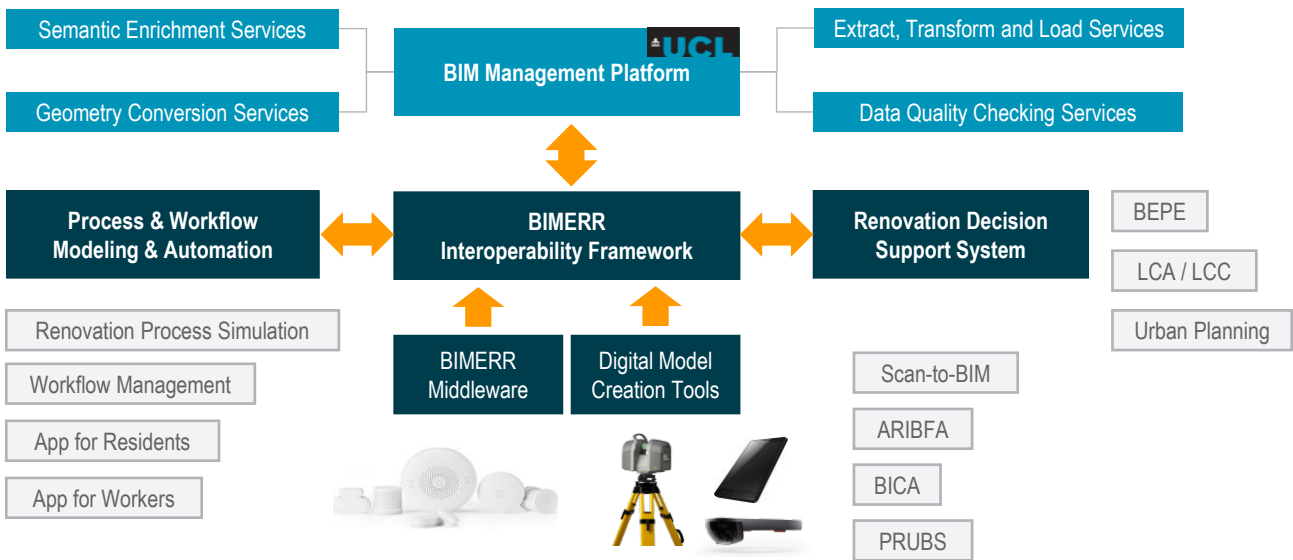 Semantic Enrichment Services
UCL
BIM Management Platform
Extract, Transform and Load Services
Geometry Conversion Services
Data Quality Checking Services
Process & Workflow
Modeling & Automation
BIMERR
Interoperability Framework
Renovation Decision
Support System
BEPE
LCA / LCC
Urban Planning
Renovation Process Simulation
Workflow Management
App for Residents
App for Workers
BIMERR
Middleware
Digital Model
Creation Tools
Scan-to-BIM
ARIBFA
BICA
PRUBS